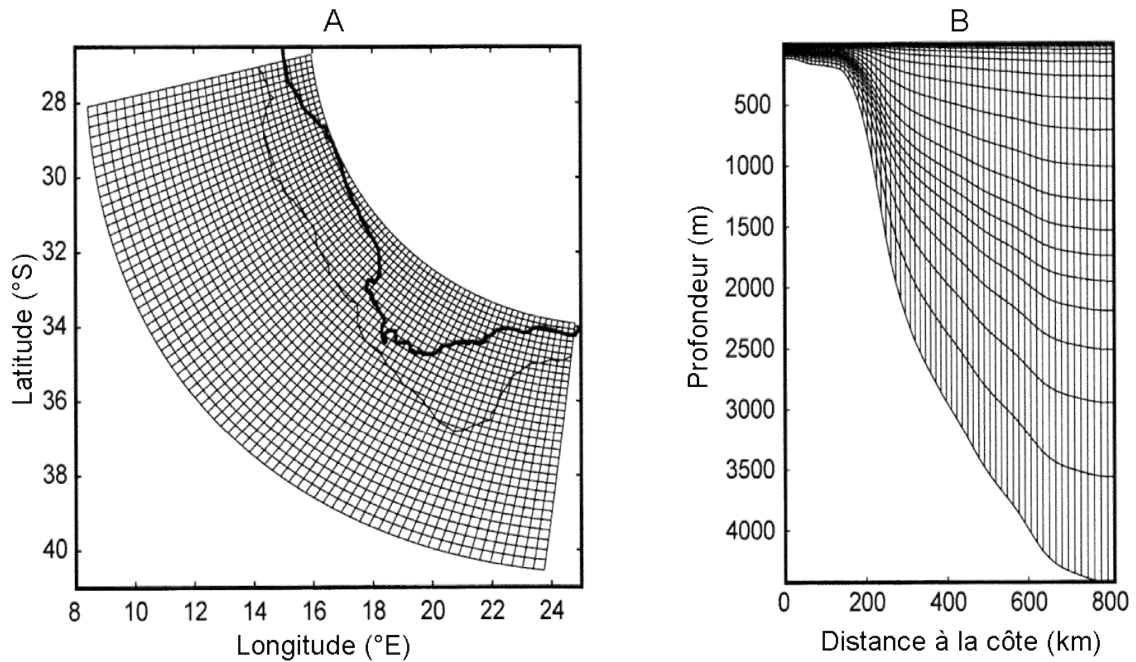 A
28
30
32
34
36
38
40
Latitude (°S)
8 10 12 14 16 18 20 22 24
Longitude (°E)
B
500
1000
1500
2000
2500
3000
3500
4000
Profondeur (m)
0 200 400 600 800
Distance à la côte (km)